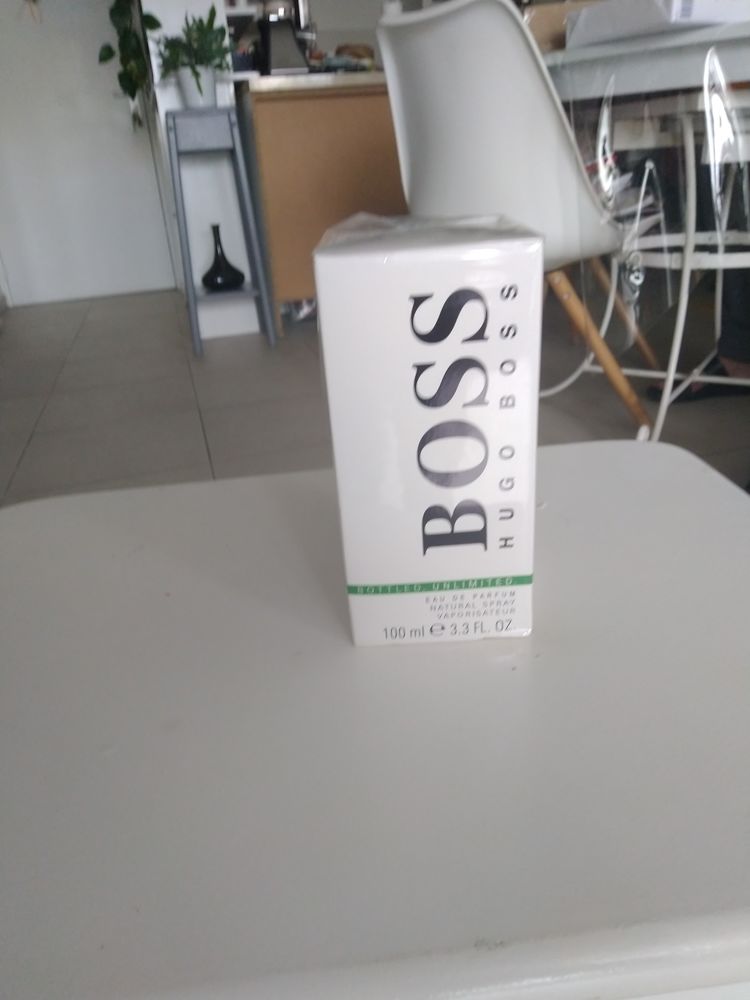 BOSS
HUGO BOSS
BOTTLED. UNLIMITED.
EAU DE PARFUM
NATURAL SPRAY
VAPORISATEUR
100 ml ℮ 3.3 FL. OZ.